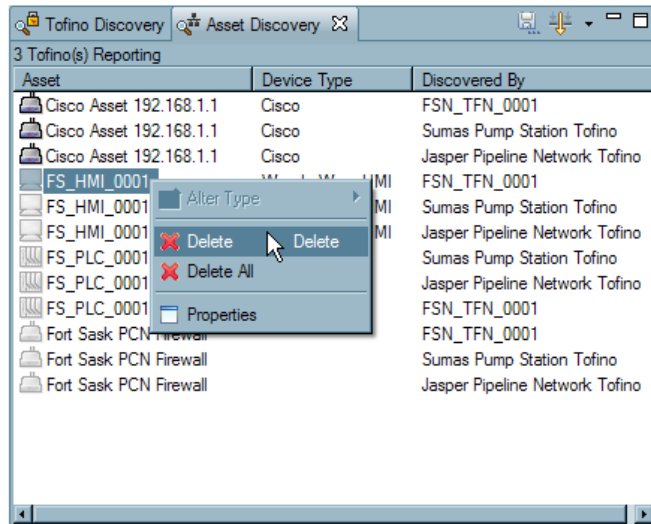 Tofino Discovery Asset Discovery
3 Tofino(s) Reporting
Asset Device Type Discovered By
Cisco Asset 192.168.1.1 Cisco FSN_TFN_0001
Cisco Asset 192.168.1.1 Cisco Sumas Pump Station Tofino
Cisco Asset 192.168.1.1 Cisco Jasper Pipeline Network Tofino
FS_HMI_0001 HMI FSN_TFN_0001
FS_HMI_0001 Alter Type MI Sumas Pump Station Tofino
FS_HMI_0001 Delete Delete MI Jasper Pipeline Network Tofino
FS_PLC_0001 Sumas Pump Station Tofino
FS_PLC_0001 Delete All Jasper Pipeline Network Tofino
FS_PLC_0001 Properties FSN_TFN_0001
Fort Sask PCN Firewall FSN_TFN_0001
Fort Sask PCN Firewall Sumas Pump Station Tofino
Fort Sask PCN Firewall Jasper Pipeline Network Tofino